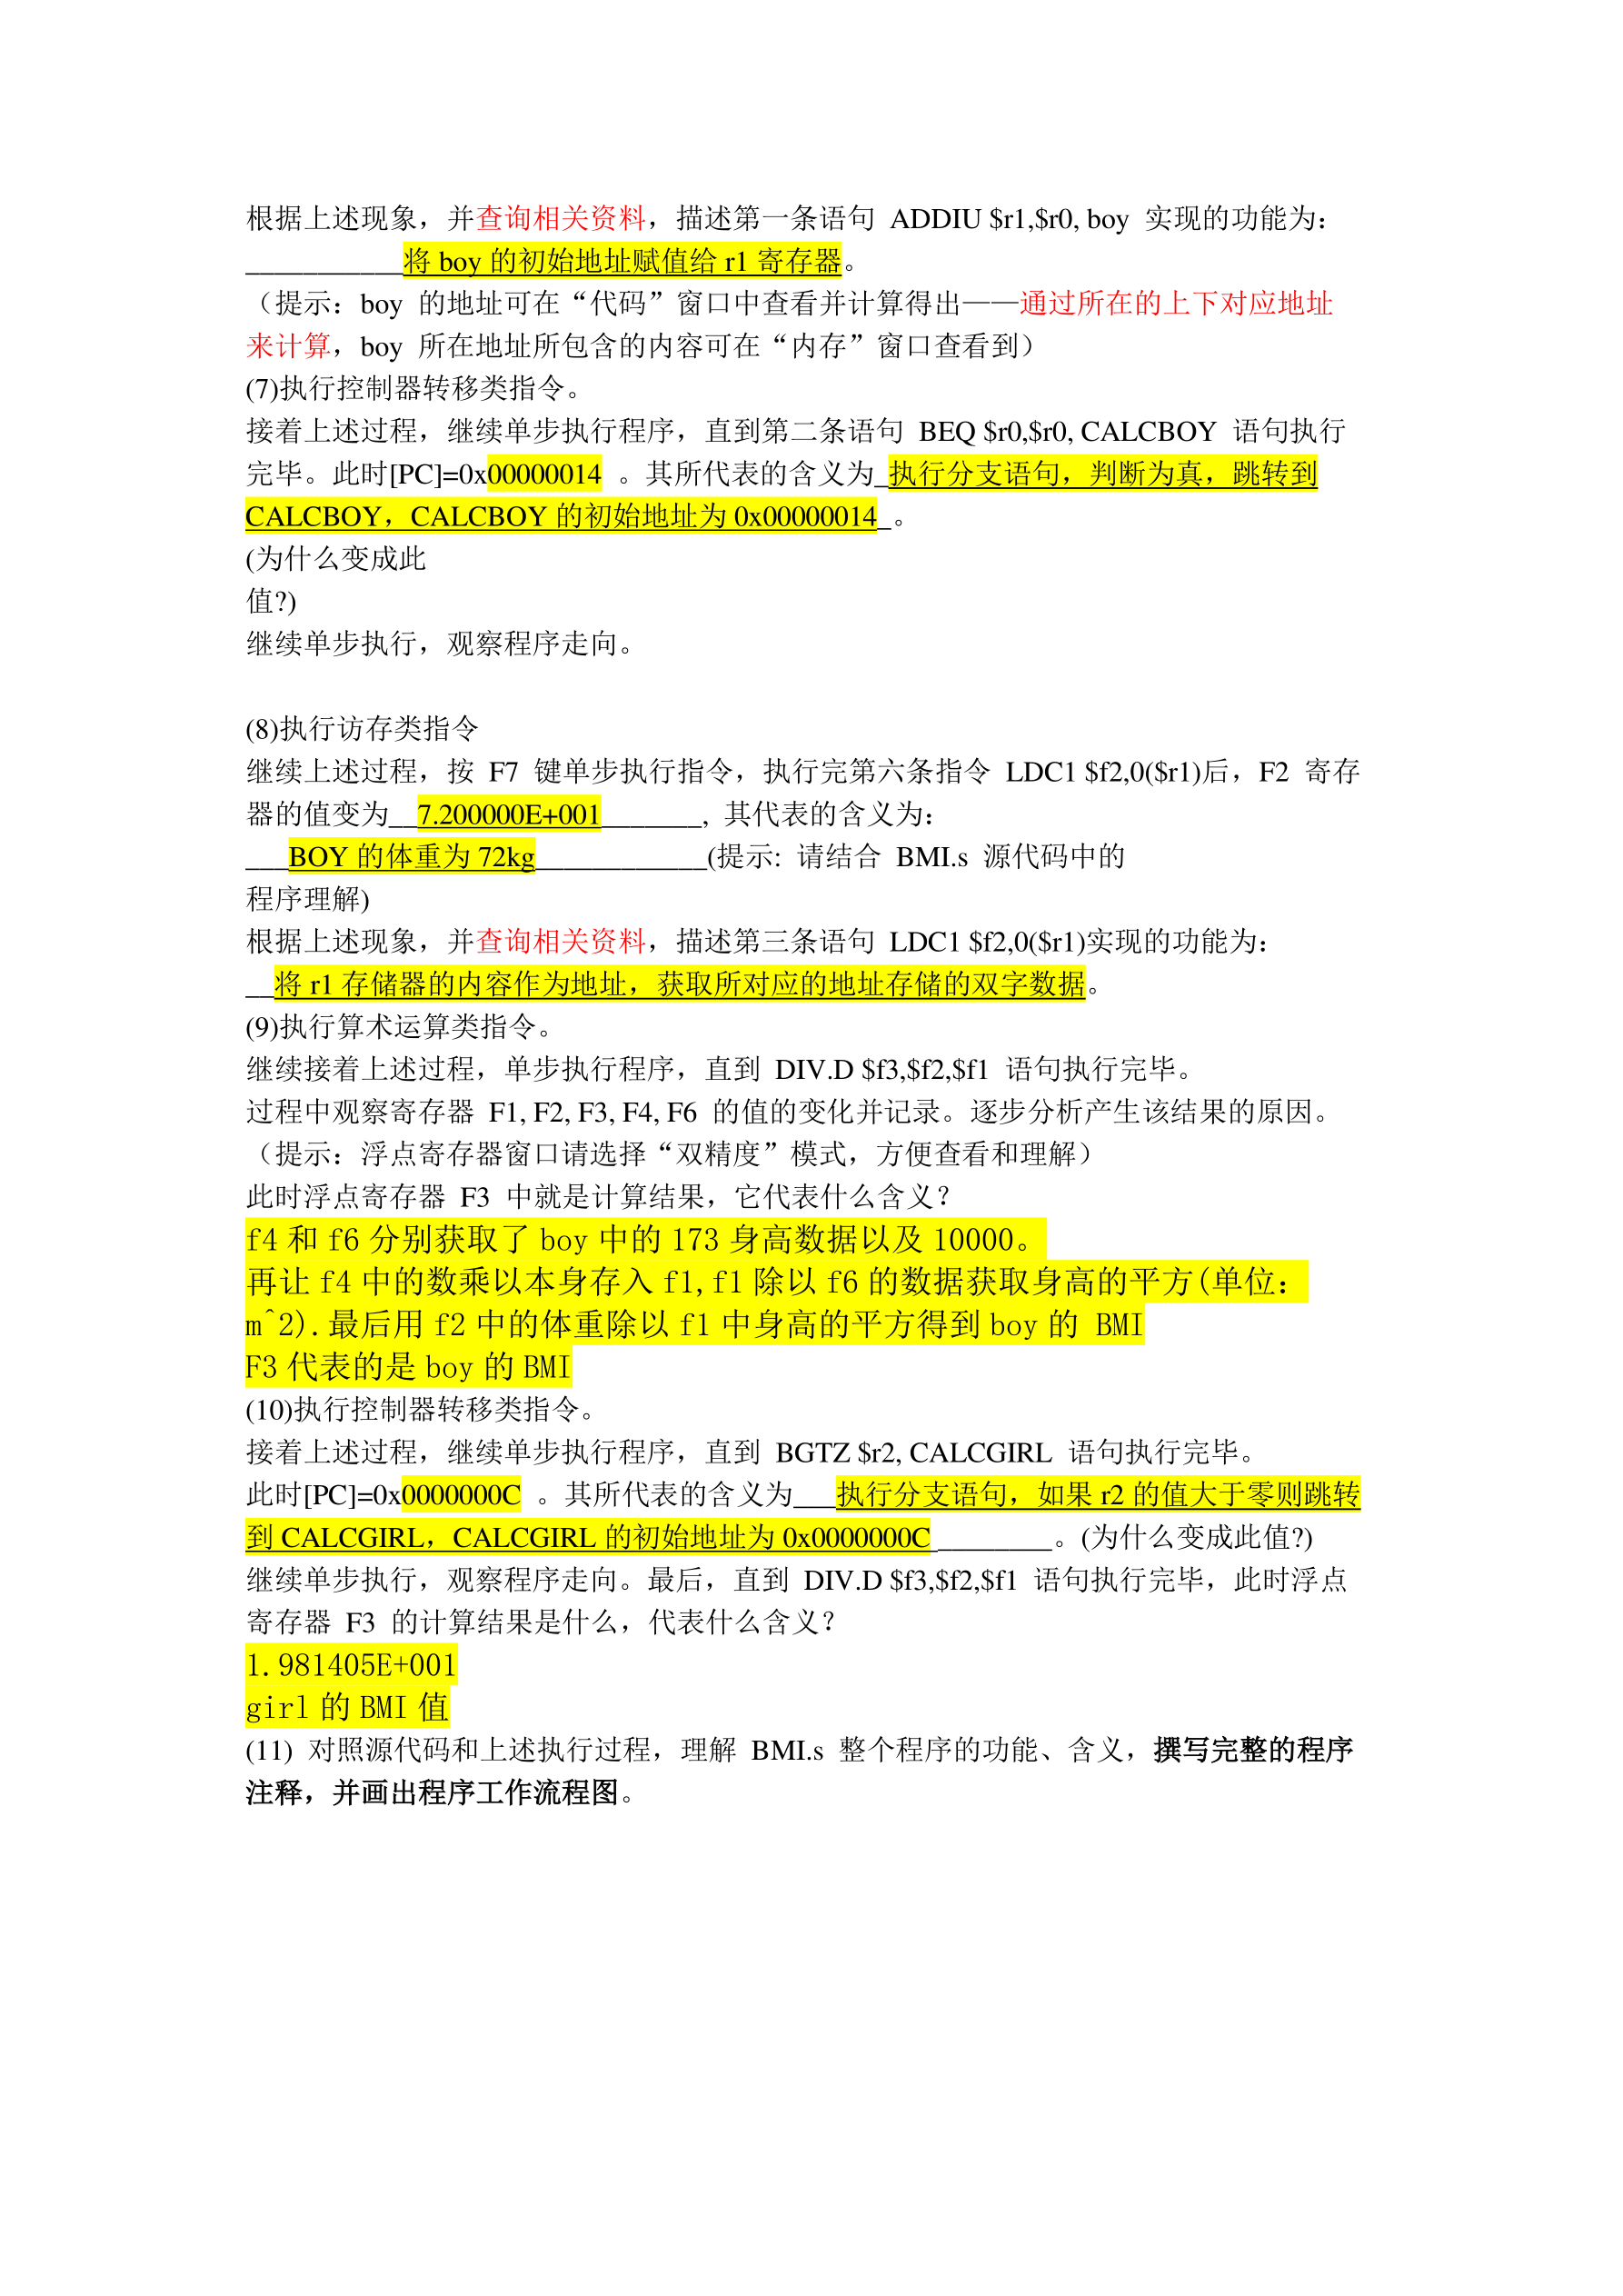 根据上述现象，并查询相关资料，描述第一条语句 ADDIU $r1,$r0, boy 实现的功能为：
___________将 boy 的初始地址赋值给 r1 寄存器。
（提示：boy 的地址可在“代码”窗口中查看并计算得出——通过所在的上下对应地址
来计算，boy 所在地址所包含的内容可在“内存”窗口查看到）
(7)执行控制器转移类指令。
接着上述过程，继续单步执行程序，直到第二条语句 BEQ $r0,$r0, CALCBOY 语句执行
完毕。此时[PC]=0x00000014 。其所代表的含义为_执行分支语句，判断为真，跳转到
CALCBOY，CALCBOY 的初始地址为 0x00000014_。
(为什么变成此
值?)
继续单步执行，观察程序走向。
(8)执行访存类指令
继续上述过程，按 F7 键单步执行指令，执行完第六条指令 LDC1 $f2,0($r1)后，F2 寄存
器的值变为__7.200000E+001_______, 其代表的含义为：
___BOY 的体重为 72kg____________(提示: 请结合 BMI.s 源代码中的
程序理解)
根据上述现象，并查询相关资料，描述第三条语句 LDC1 $f2,0($r1)实现的功能为：
__将 r1 存储器的内容作为地址，获取所对应的地址存储的双字数据。
(9)执行算术运算类指令。
继续接着上述过程，单步执行程序，直到 DIV.D $f3,$f2,$f1 语句执行完毕。
过程中观察寄存器 F1, F2, F3, F4, F6 的值的变化并记录。逐步分析产生该结果的原因。
（提示：浮点寄存器窗口请选择“双精度”模式，方便查看和理解）
此时浮点寄存器 F3 中就是计算结果，它代表什么含义？
f4 和 f6 分别获取了 boy 中的 173 身高数据以及 10000。
再让 f4 中的数乘以本身存入 f1,f1 除以 f6 的数据获取身高的平方(单位：
m^2).最后用 f2 中的体重除以 f1 中身高的平方得到 boy 的 BMI
F3 代表的是 boy 的 BMI
(10)执行控制器转移类指令。
接着上述过程，继续单步执行程序，直到 BGTZ $r2, CALCGIRL 语句执行完毕。
此时[PC]=0x0000000C 。其所代表的含义为___执行分支语句，如果 r2 的值大于零则跳转
到 CALCGIRL，CALCGIRL 的初始地址为 0x0000000C ________。(为什么变成此值?)
继续单步执行，观察程序走向。最后，直到 DIV.D $f3,$f2,$f1 语句执行完毕，此时浮点
寄存器 F3 的计算结果是什么，代表什么含义？
1.981405E+001
girl 的 BMI 值
(11) 对照源代码和上述执行过程，理解 BMI.s 整个程序的功能、含义，撰写完整的程序
注释，并画出程序工作流程图。